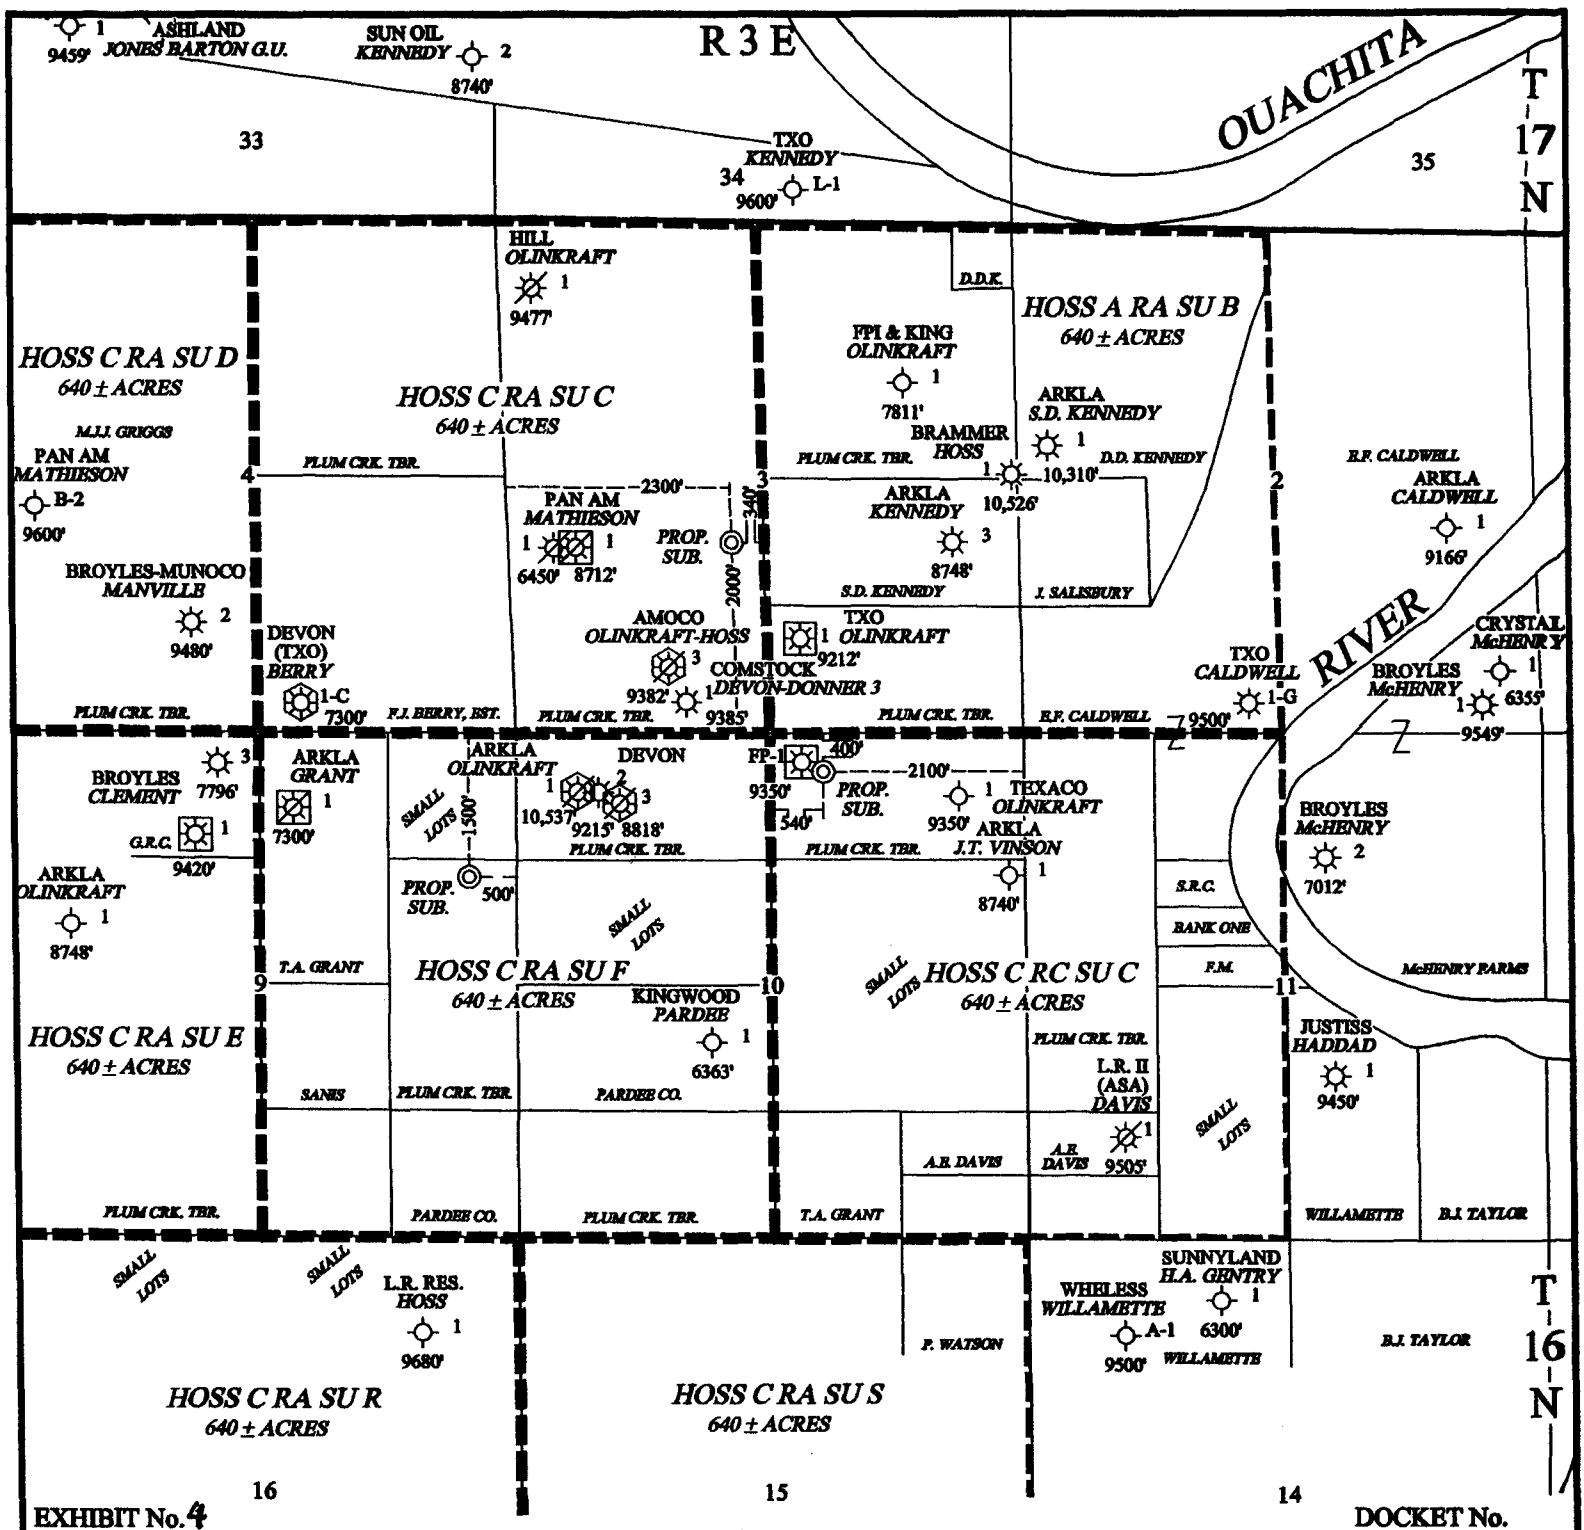 1 ASHLAND
JONES BARTON G.U.
9459'
SUN OIL
KENNEDY
2
8740'
R 3 E
OUACHITA
T
17
N
33
TXO
KENNEDY
34
L-1
9600'
35
HILL
OLINKRAFT
1
9477'
D.D.K.
HOSS A RA SU B
640 ± ACRES
HOSS C RA SU D
640 ± ACRES
FPI & KING
OLINKRAFT
1
7811'
HOSS C RA SU C
640 ± ACRES
ARKLA
S.D. KENNEDY
1
10,310'
M.J.J. GRIGGS
PAN AM
MATHIESON
B-2
9600'
4
PLUM CRK. TBR.
BRAMMER
HOSS
1
10,526'
PLUM CRK. TBR.
D.D. KENNEDY
3
2
E.F. CALDWELL
ARKLA
CALDWELL
1
9166'
2300'
340'
PAN AM
MATHIESON
1
1
6450' 8712'
PROP.
SUB.
2000'
ARKLA
KENNEDY
3
8748'
BROYLES-MUNOCO
MANVILLE
2
9480'
S.D. KENNEDY
J. SALISBURY
RIVER
DEVON
(TXO)
BERRY
1-C
7300'
AMOCO
OLINKRAFT-HOSS
3
9382'
TXO
OLINKRAFT
1
9212'
COMSTOCK
DEVON-DONNER 3
1
9385'
TXO
CALDWELL
1-G
9500'
CRYSTAL
McHENRY
1
6355'
BROYLES
McHENRY
1
9549'
PLUM CRK. TBR.
F.J. BERRY, EST.
PLUM CRK. TBR.
PLUM CRK. TBR.
E.F. CALDWELL
BROYLES
CLEMENT
3
7796'
ARKLA
GRANT
1
7300'
ARKLA
OLINKRAFT
1
10,537'
DEVON
2
3
9215' 8818'
FP-1
9350'
400'
2100'
PROP.
SUB.
540'
TEXACO
OLINKRAFT
1
9350'
SMALL
LOTS
1500'
G.R.C.
1
9420'
BROYLES
McHENRY
2
7012'
PLUM CRK. TBR.
PLUM CRK. TBR.
ARKLA
J.T. VINSON
1
8740'
ARKLA
OLINKRAFT
1
8748'
PROP.
SUB.
500'
S.R.C.
SMALL
LOTS
BANK ONE
T.A. GRANT
HOSS C RA SU F
640 ± ACRES
SMALL
LOTS
HOSS C RC SU C
640 ± ACRES
F.M.
McHENRY FARMS
9
10
11
KINGWOOD
PARDEE
1
6363'
HOSS C RA SU E
640 ± ACRES
PLUM CRK. TBR.
JUSTISS
HADDAD
1
9450'
L.R. II
(ASA)
DAVIS
1
9505'
SANIS
PLUM CRK. TBR.
PARDEE CO.
SMALL
LOTS
A.E. DAVIS
A.E.
DAVIS
PLUM CRK. TBR.
PARDEE CO.
PLUM CRK. TBR.
T.A. GRANT
WILLAMETTE
B.J. TAYLOR
SMALL
LOTS
SMALL
LOTS
L.R. RES.
HOSS
1
9680'
SUNNYLAND
H.A. GENTRY
1
6300'
WHELESS
WILLAMETTE
A-1
9500'
WILLAMETTE
P. WATSON
B.J. TAYLOR
T
16
N
HOSS C RA SU R
640 ± ACRES
HOSS C RA SU S
640 ± ACRES
16
15
14
EXHIBIT No. 4
DOCKET No.